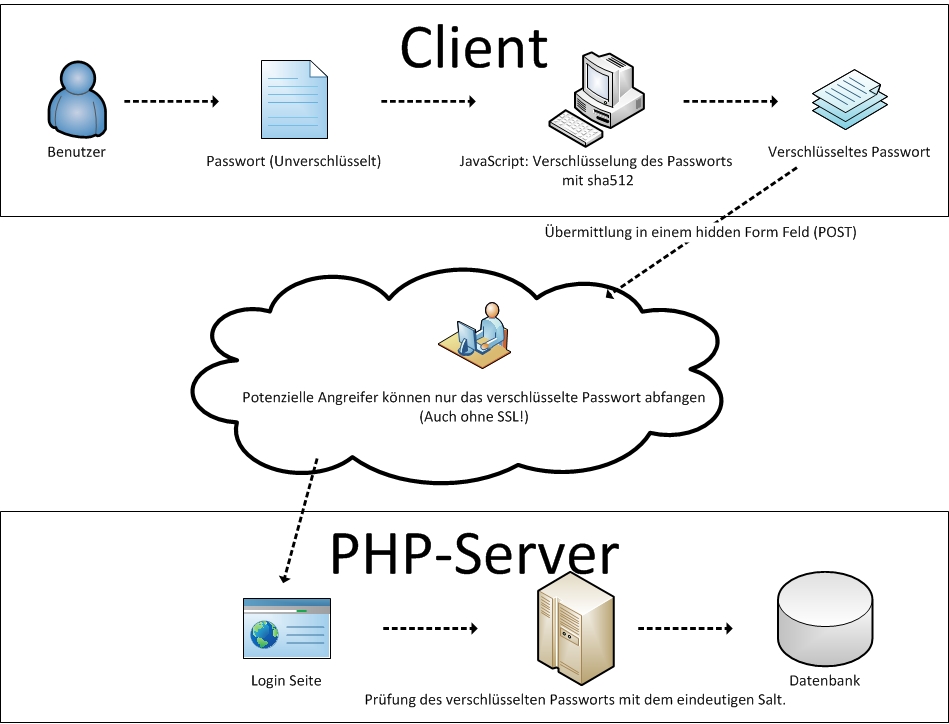 Client
Benutzer
Passwort (Unverschlüsselt)
JavaScript: Verschlüsselung des Passworts
mit sha512
Verschlüsseltes Passwort
Übermittlung in einem hidden Form Feld (POST)
Potenzielle Angreifer können nur das verschlüsselte Passwort abfangen
(Auch ohne SSL!)
PHP-Server
Login Seite
Prüfung des verschlüsselten Passworts mit dem eindeutigen Salt.
Datenbank